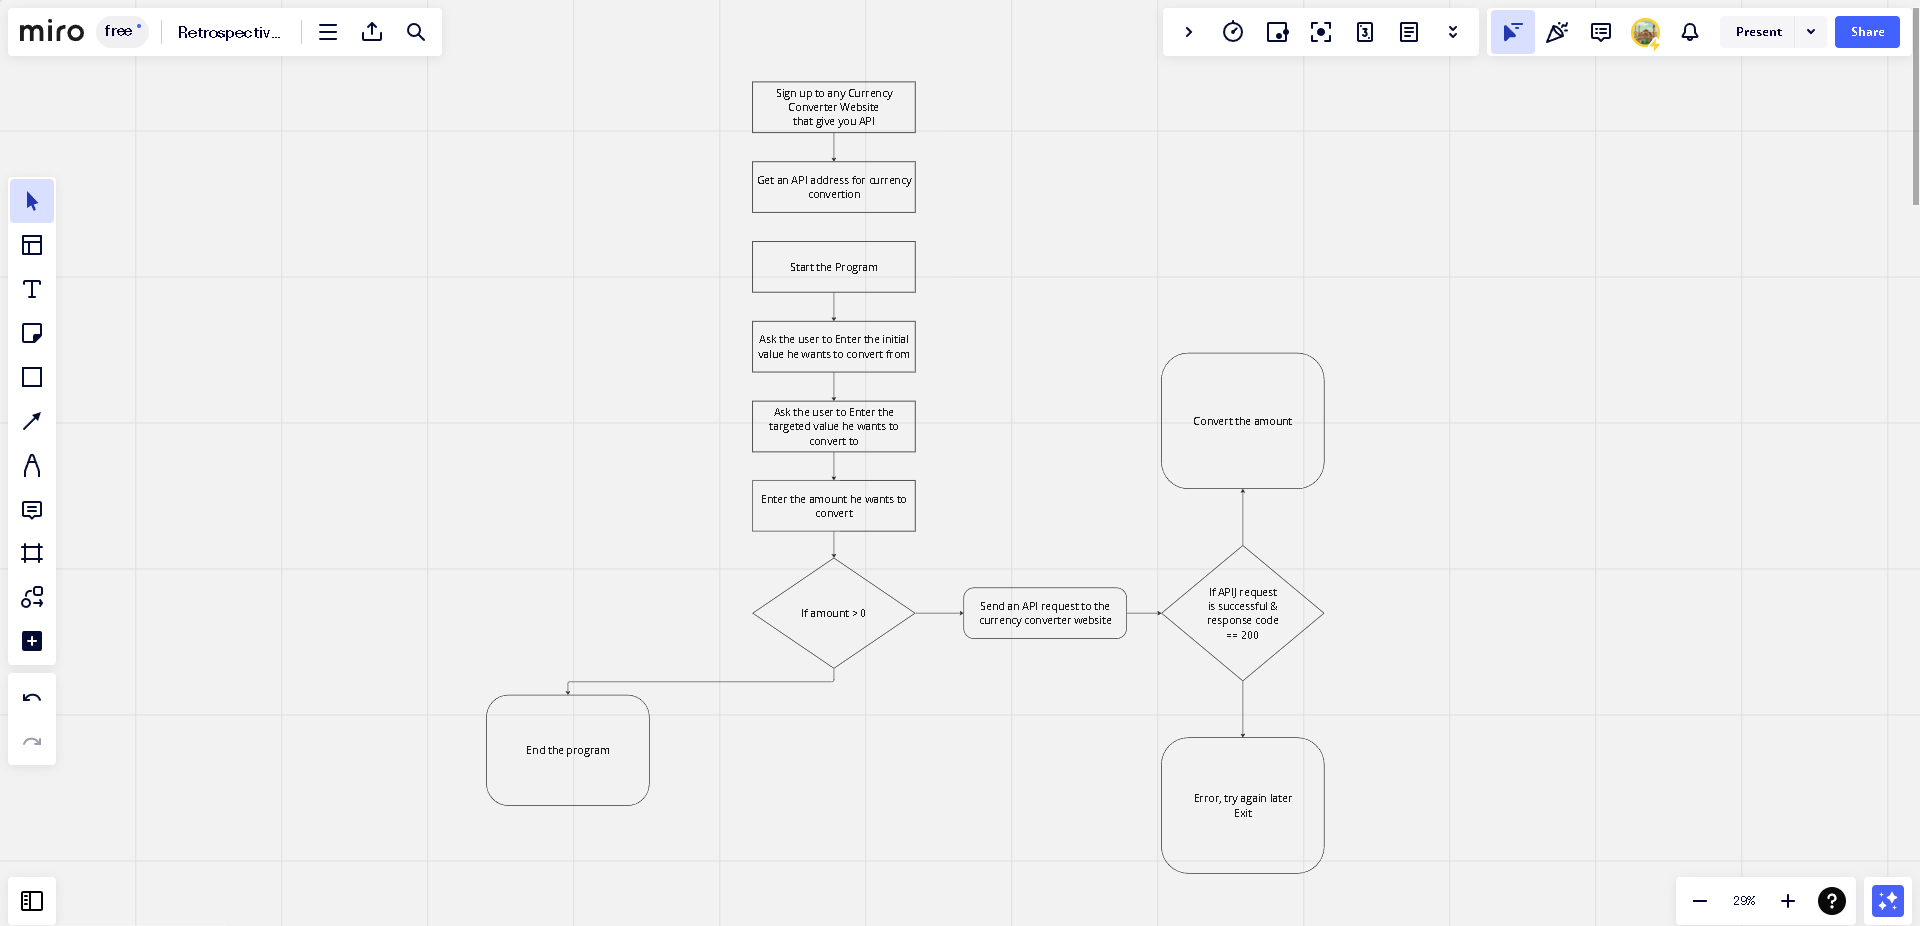 miro free Retrospectiv...
3
Present
Share
Sign up to any Currency
Converter Website
that give you API
Get an API address for currency
convertion
Start the Program
Ask the user to Enter the initial
value he wants to convert from
Ask the user to Enter the
targeted value he wants to
convert to
Enter the amount he wants to
convert
If amount > 0
Send an API request to the
currency converter website
If APIJ request
is successful &
response code
== 200
Convert the amount
End the program
Error, try again later
Exit
29%
?